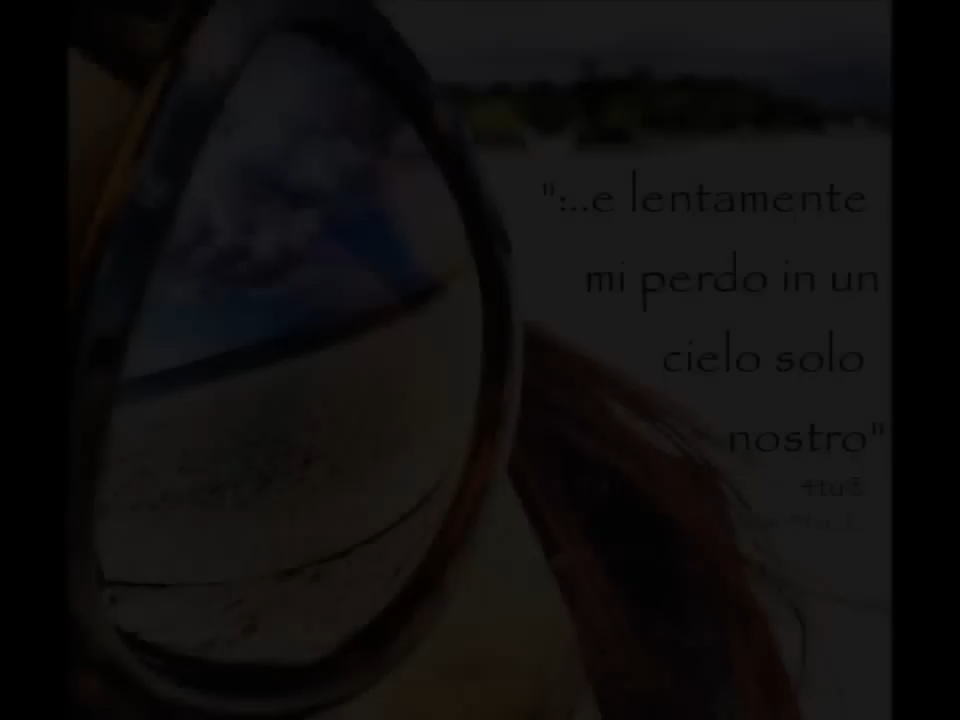 ":..e lentamente
mi perdo in un
cielo solo
nostro"